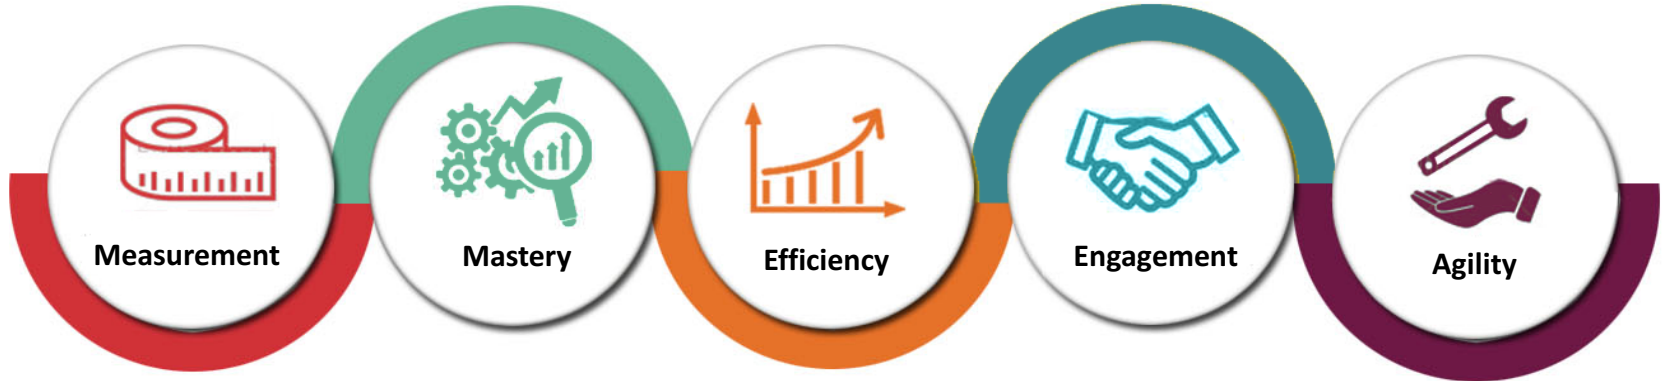 Measurement
Mastery
Efficiency
Engagement
Agility